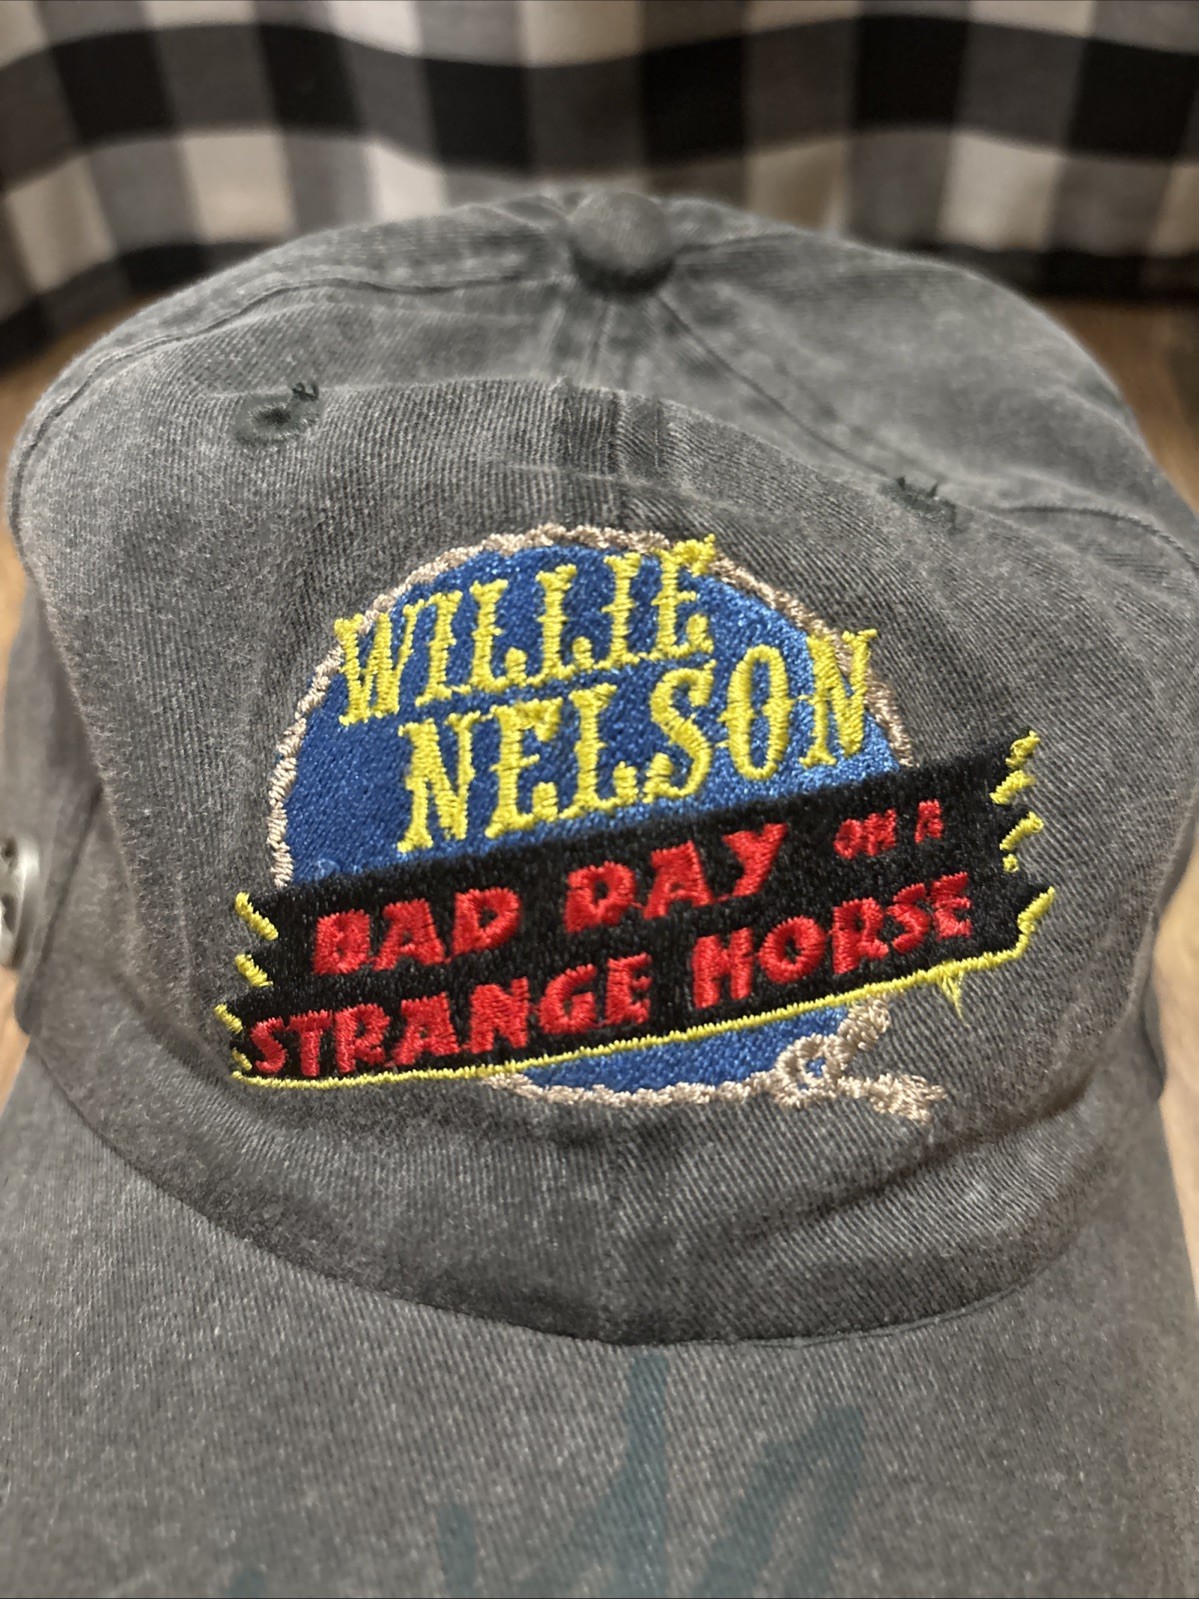 WILLIE
NELSON
BAD DAY ON A
STRANGE HORSE